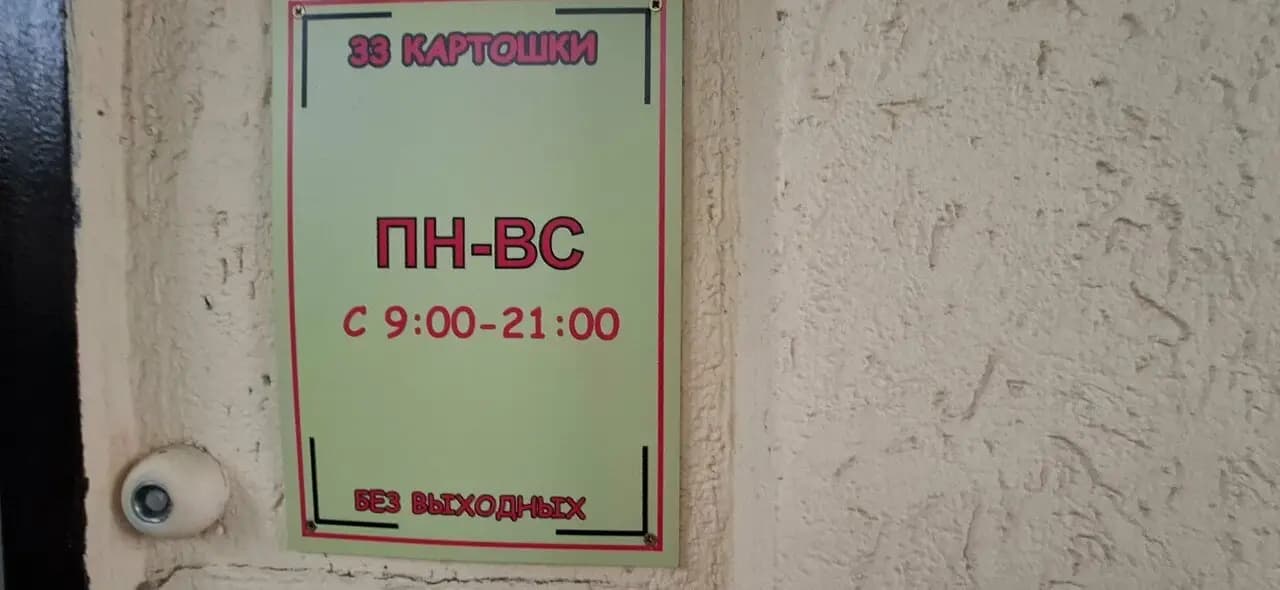 33 КАРТОШКИ
ПН-ВС
С 9:00-21:00
БЕЗ ВЫХОДНЫХ